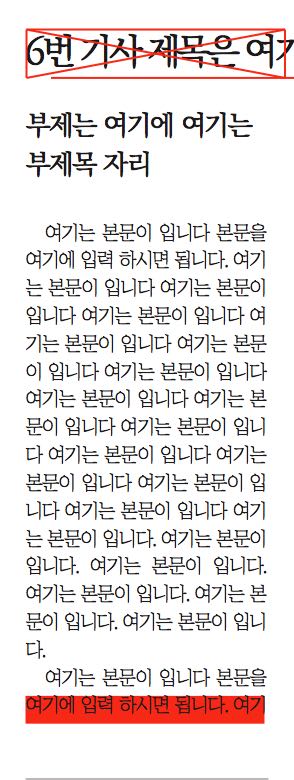 6번 기사 제목은 여기
부제는 여기에 여기는
부제목 자리
여기는 본문이 입니다 본문을
여기에 입력 하시면 됩니다. 여기
는 본문이 입니다 여기는 본문이
입니다 여기는 본문이 입니다 여
기는 본문이 입니다 여기는 본문
이 입니다 여기는 본문이 입니다
여기는 본문이 입니다 여기는 본
문이 입니다 여기는 본문이 입니
다 여기는 본문이 입니다 여기는
본문이 입니다 여기는 본문이 입
니다 여기는 본문이 입니다 여기
는 본문이 입니다. 여기는 본문이
입니다. 여기는 본문이 입니다.
여기는 본문이 입니다. 여기는 본
문이 입니다. 여기는 본문이 입니
다.
여기는 본문이 입니다 본문을
여기에 입력 하시면 됩니다. 여기